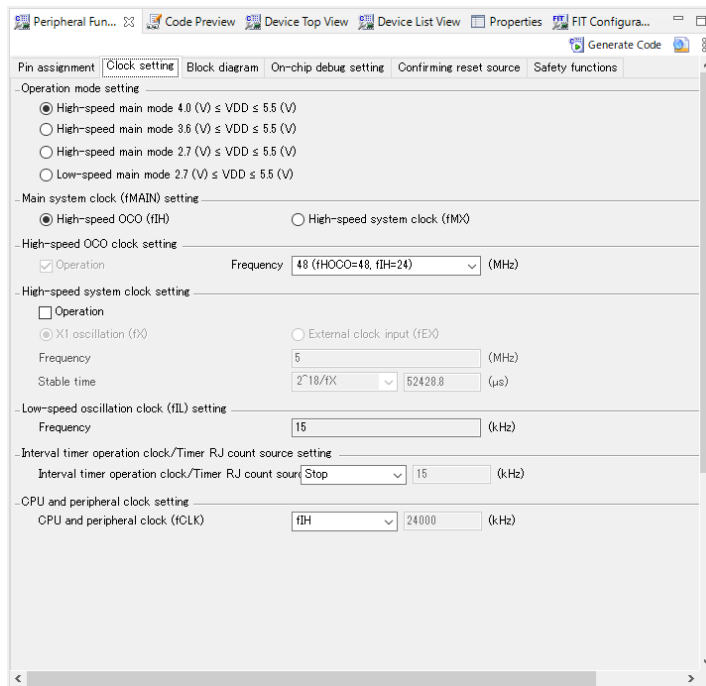 Peripheral Fun... Code Preview Device Top View Device List View Properties FIT Configura...
Generate Code
Pin assignment Clock setting Block diagram On-chip debug setting Confirming reset source Safety functions
Operation mode setting
High-speed main mode 4.0 (V) ≤ VDD ≤ 5.5 (V)
High-speed main mode 3.6 (V) ≤ VDD ≤ 5.5 (V)
High-speed main mode 2.7 (V) ≤ VDD ≤ 5.5 (V)
Low-speed main mode 2.7 (V) ≤ VDD ≤ 5.5 (V)
Main system clock (fMAIN) setting
High-speed OCO (fIH) High-speed system clock (fMX)
High-speed OCO clock setting
Operation Frequency 48 (fHOCO=48, fIH=24) (MHz)
High-speed system clock setting
Operation
X1 oscillation (fX) External clock input (fEX)
Frequency 5 (MHz)
Stable time 2^18/fX 52428.8 (μs)
Low-speed oscillation clock (fIL) setting
Frequency 15 (kHz)
Interval timer operation clock/Timer RJ count source setting
Interval timer operation clock/Timer RJ count sour Stop 15 (kHz)
CPU and peripheral clock setting
CPU and peripheral clock (fCLK) fIH 24000 (kHz)